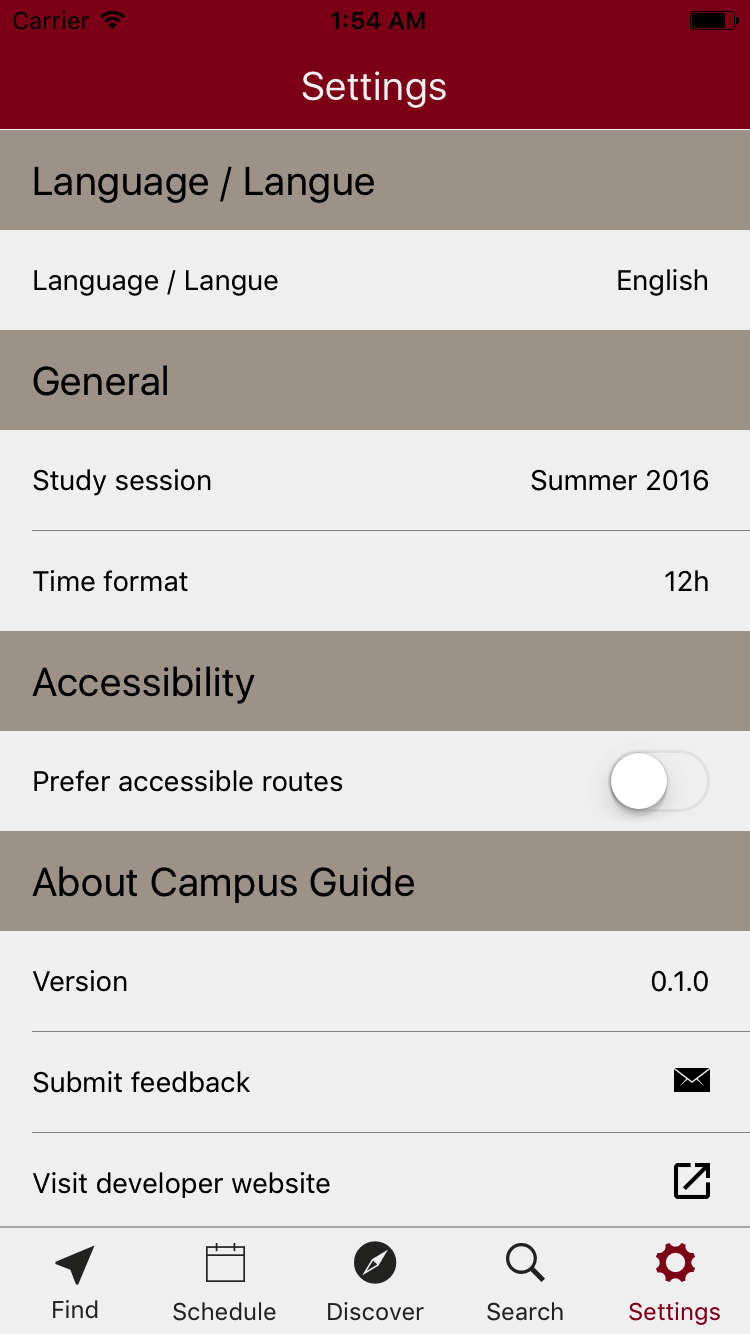 Carrier 1:54 AM
Settings
Language / Langue
Language / Langue English
General
Study session Summer 2016
Time format 12h
Accessibility
Prefer accessible routes
About Campus Guide
Version 0.1.0
Submit feedback
Visit developer website
Find Schedule Discover Search Settings